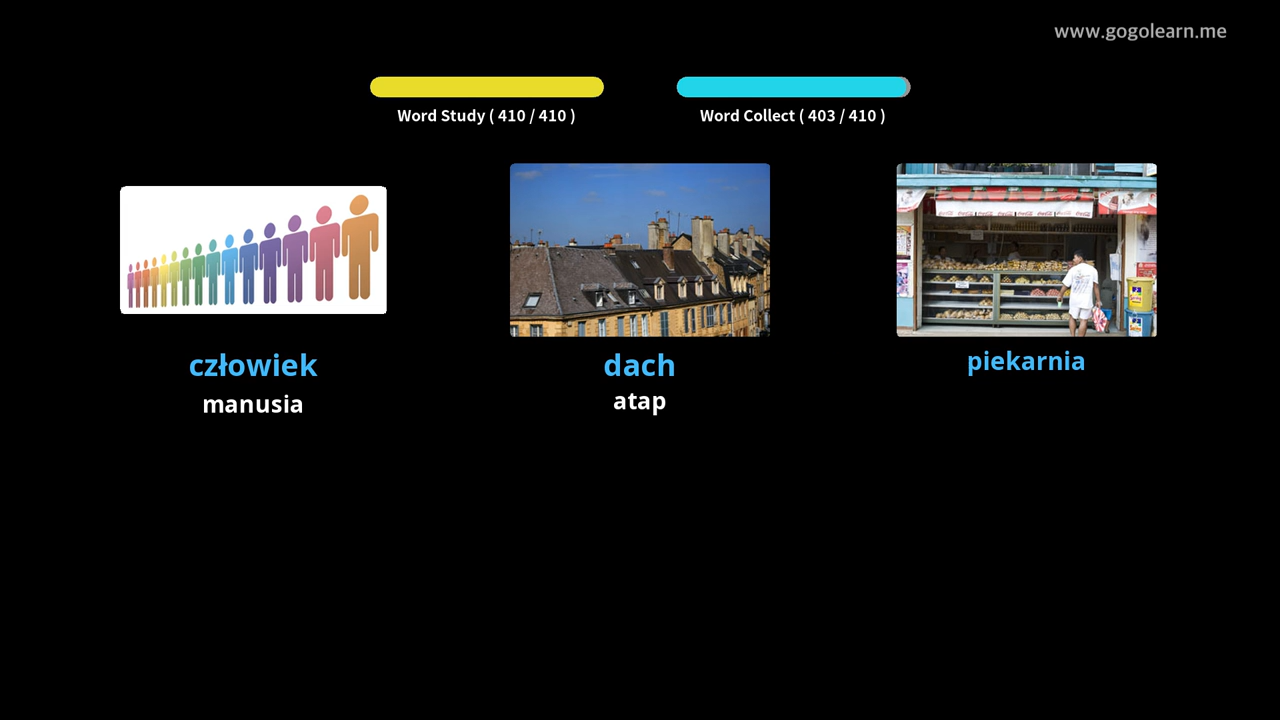 www.gogolearn.me
Word Study ( 410 / 410 )
Word Collect ( 403 / 410 )
człowiek
manusia
dach
atap
piekarnia